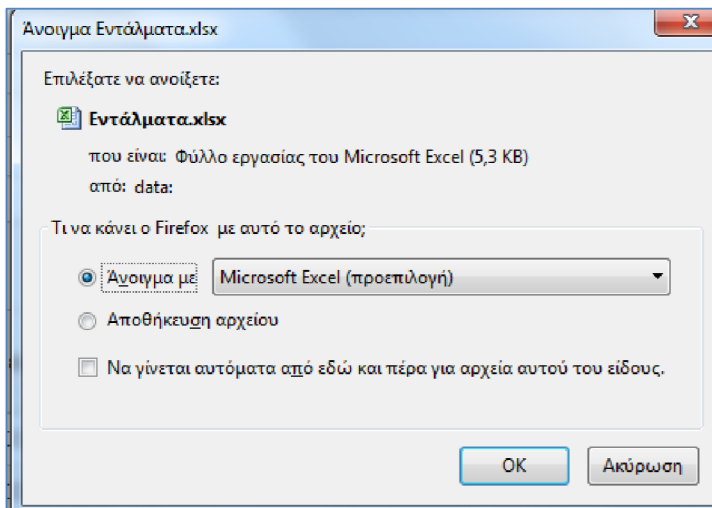 Άνοιγμα Εντάλματα.xlsx
Επιλέξατε να ανοίξετε:
Εντάλματα.xlsx
που είναι: Φύλλο εργασίας του Microsoft Excel (5,3 KB)
από: data:
Τι να κάνει ο Firefox με αυτό το αρχείο;
Άνοιγμα με Microsoft Excel (προεπιλογή)
Αποθήκευση αρχείου
Να γίνεται αυτόματα από εδώ και πέρα για αρχεία αυτού του είδους.
OK Ακύρωση